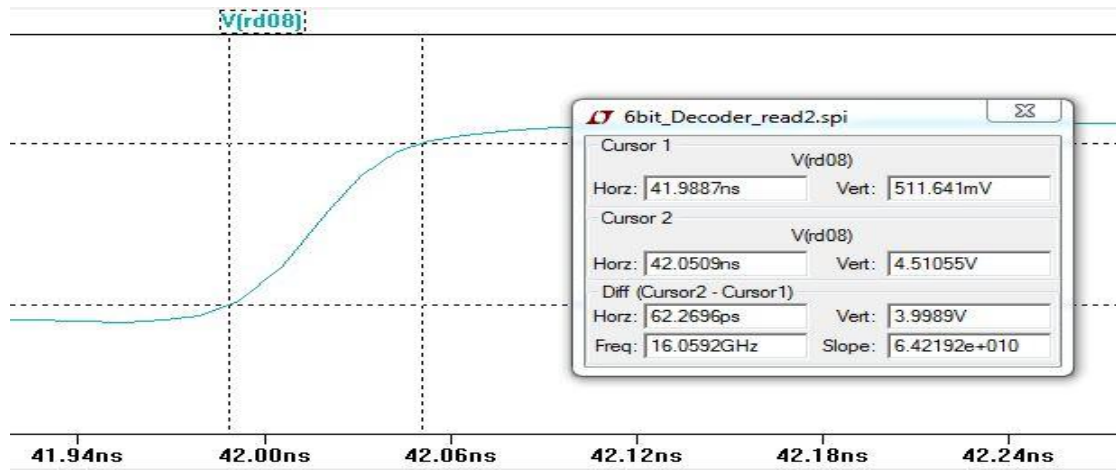 V(rd08)
6bit_Decoder_read2.spi
Cursor 1
V(rd08)
Horz: 41.9887ns Vert: 511.641mV
Cursor 2
V(rd08)
Horz: 42.0509ns Vert: 4.51055V
Diff (Cursor2 - Cursor1)
Horz: 62.2696ps Vert: 3.9989V
Freq: 16.0592GHz Slope: 6.42192e+010
41.94ns 42.00ns 42.06ns 42.12ns 42.18ns 42.24ns